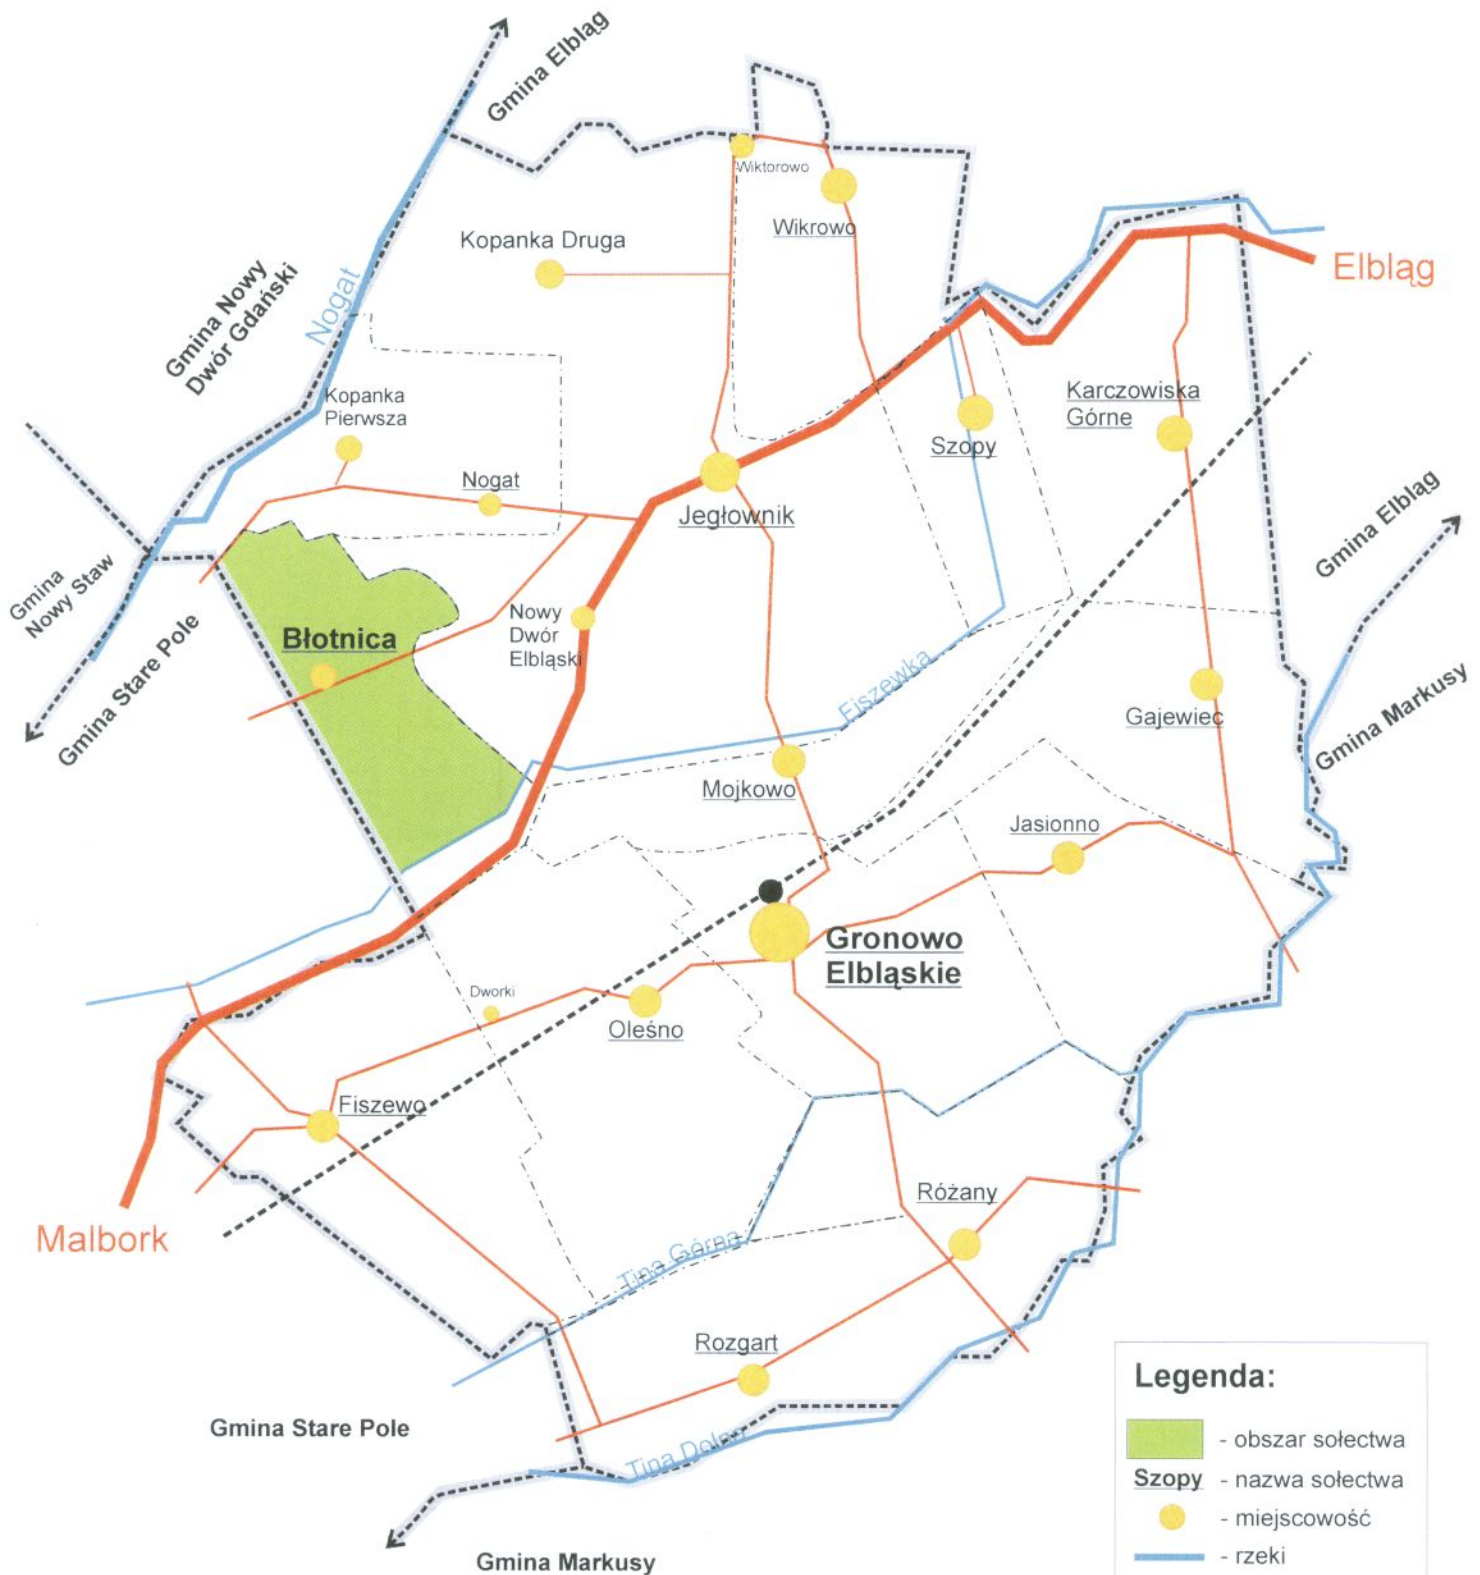 Gmina Elbląg
Wiktorowo
Wikrowo
Kopanka Druga
Elbląg
Gmina Nowy
Dwór Gdański
Nogat
Kopanka
Pierwsza
Karczowiska
Górne
Szopy
Nogat
Jegłownik
Gmina Elbląg
Gmina
Nowy Staw
Gmina Stare Pole
Błotnica
Nowy
Dwór
Elbląski
Fiszewka
Gajewiec
Gmina Markusy
Mojkowo
Jasionno
Gronowo
Elbląskie
Dworki
Oleśno
Fiszewo
Różany
Malbork
Tina Górna
Rozgart
Gmina Stare Pole
Tina Dolna
Gmina Markusy
Legenda:
- obszar sołectwa
Szopy - nazwa sołectwa
- miejscowość
- rzeki